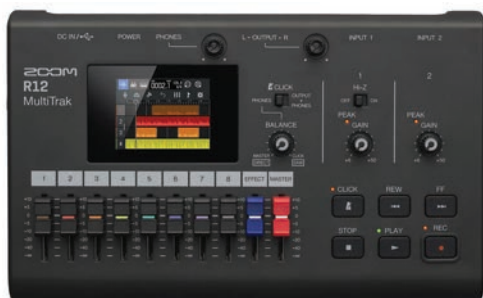 DC IN / POWER PHONES L - OUTPUT - R INPUT 1 INPUT 2
ZOOM
R12
MultiTrak
CLICK
PHONES OUTPUT + PHONES
BALANCE
MASTER CLICK
1 2
Hi-Z
OFF ON
PEAK PEAK
GAIN GAIN
1 2 3 4 5 6 7 8 EFFECT MASTER
CLICK REW FF
STOP PLAY REC